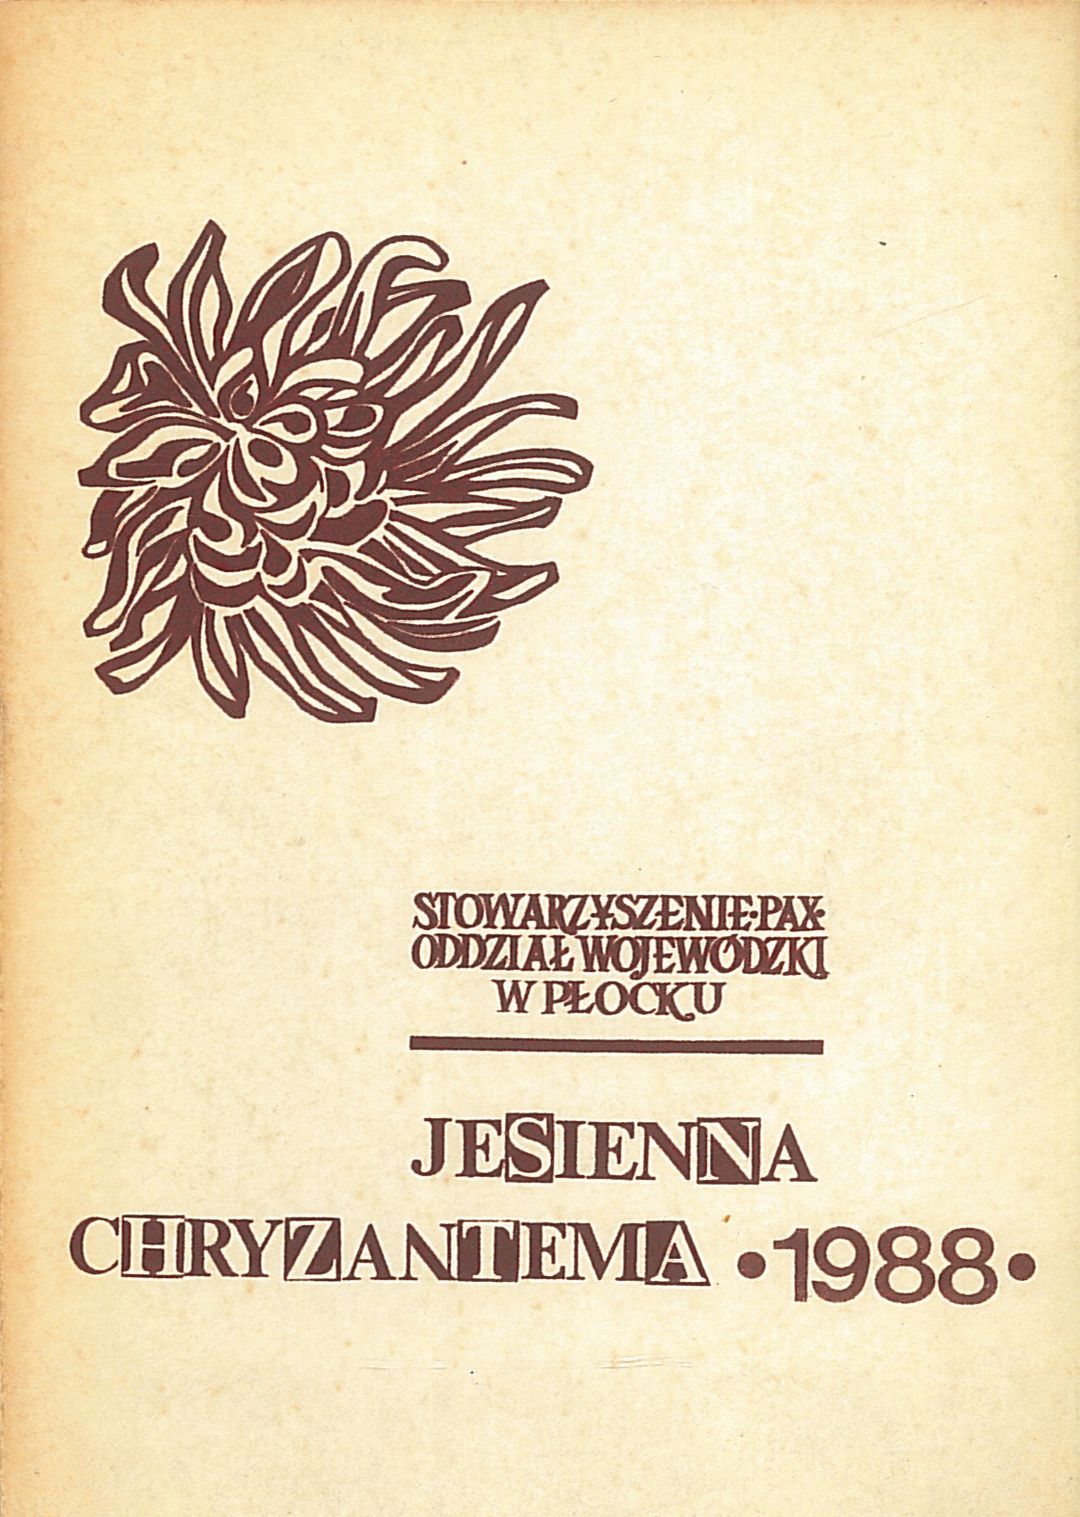 STOWARZYSZENIE·PAX·
ODDZIAŁ WOJEWÓDZKI
W PŁOCKU
JESIENNA
CHRYZANTEMA •1988•